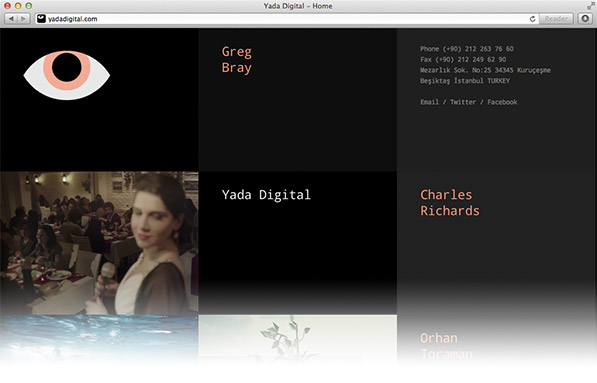 Yada Digital – Home
yadadigital.com
Reader
Greg
Bray
Phone (+90) 212 263 76 60
Fax (+90) 212 249 62 90
Mezarlık Sok. No:25 34345 Kuruçeşme
Beşiktaş İstanbul TURKEY
Email / Twitter / Facebook
Yada Digital
Charles
Richards
Orhan
Toraman